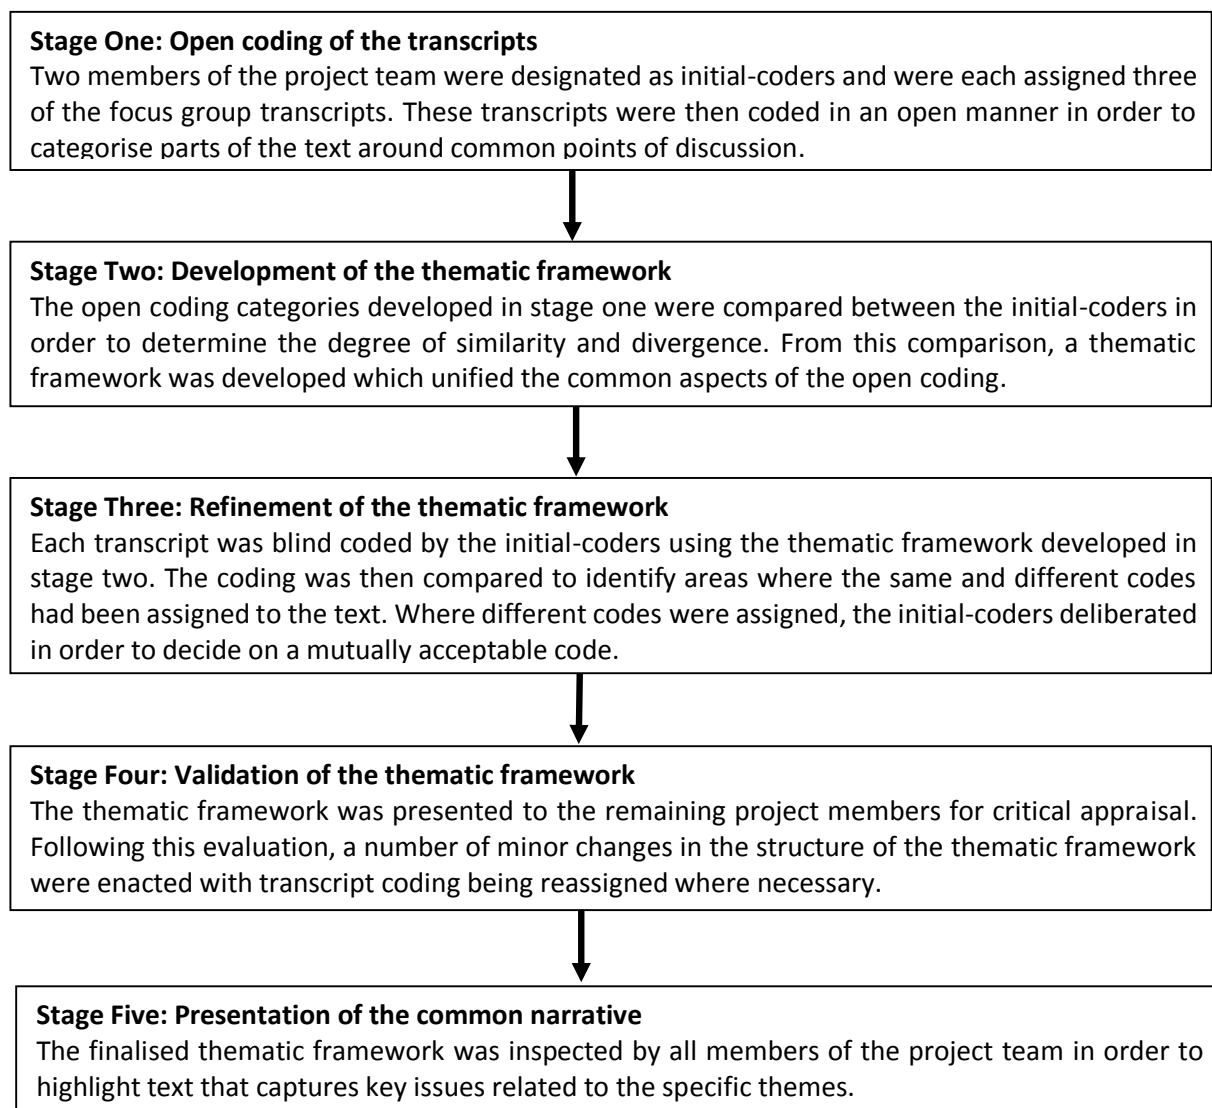 Stage One: Open coding of the transcripts
Two members of the project team were designated as initial-coders and were each assigned three
of the focus group transcripts. These transcripts were then coded in an open manner in order to
categorise parts of the text around common points of discussion.
Stage Two: Development of the thematic framework
The open coding categories developed in stage one were compared between the initial-coders in
order to determine the degree of similarity and divergence. From this comparison, a thematic
framework was developed which unified the common aspects of the open coding.
Stage Three: Refinement of the thematic framework
Each transcript was blind coded by the initial-coders using the thematic framework developed in
stage two. The coding was then compared to identify areas where the same and different codes
had been assigned to the text. Where different codes were assigned, the initial-coders deliberated
in order to decide on a mutually acceptable code.
Stage Four: Validation of the thematic framework
The thematic framework was presented to the remaining project members for critical appraisal.
Following this evaluation, a number of minor changes in the structure of the thematic framework
were enacted with transcript coding being reassigned where necessary.
Stage Five: Presentation of the common narrative
The finalised thematic framework was inspected by all members of the project team in order to
highlight text that captures key issues related to the specific themes.